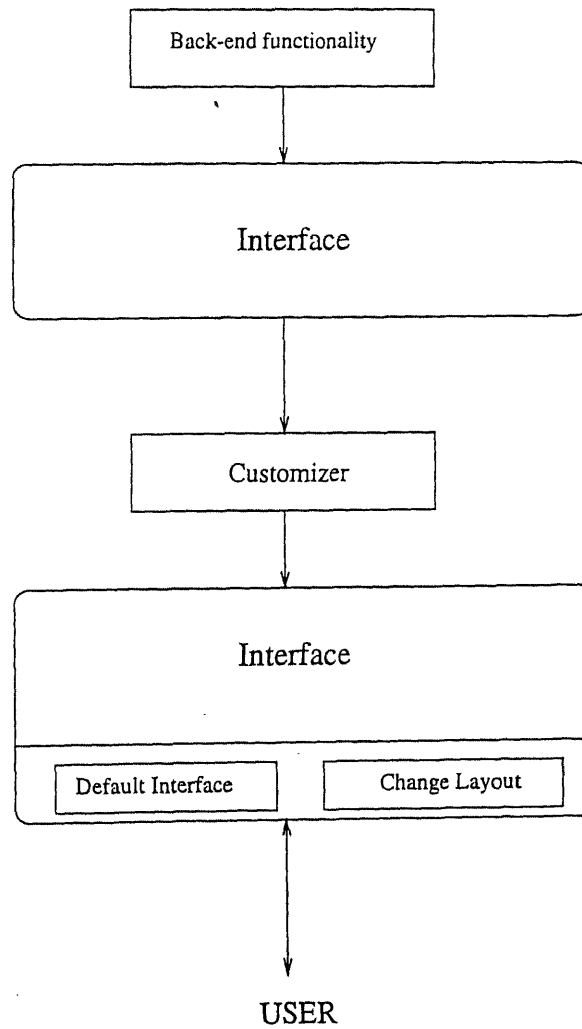 Back-end functionality
Interface
Customizer
Interface
Default Interface
Change Layout
USER